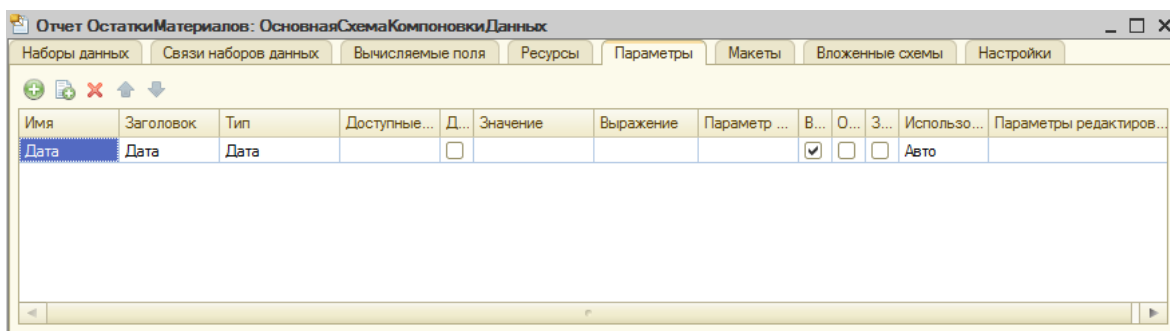 Отчет ОстаткиМатериалов: ОсновнаяСхемаКомпоновкиДанных
Наборы данных Связи наборов данных Вычисляемые поля Ресурсы Параметры Макеты Вложенные схемы Настройки
Имя Заголовок Тип Доступные... Д... Значение Выражение Параметр ... В... О... З... Использо... Параметры редактиров...
Дата Дата Дата Авто